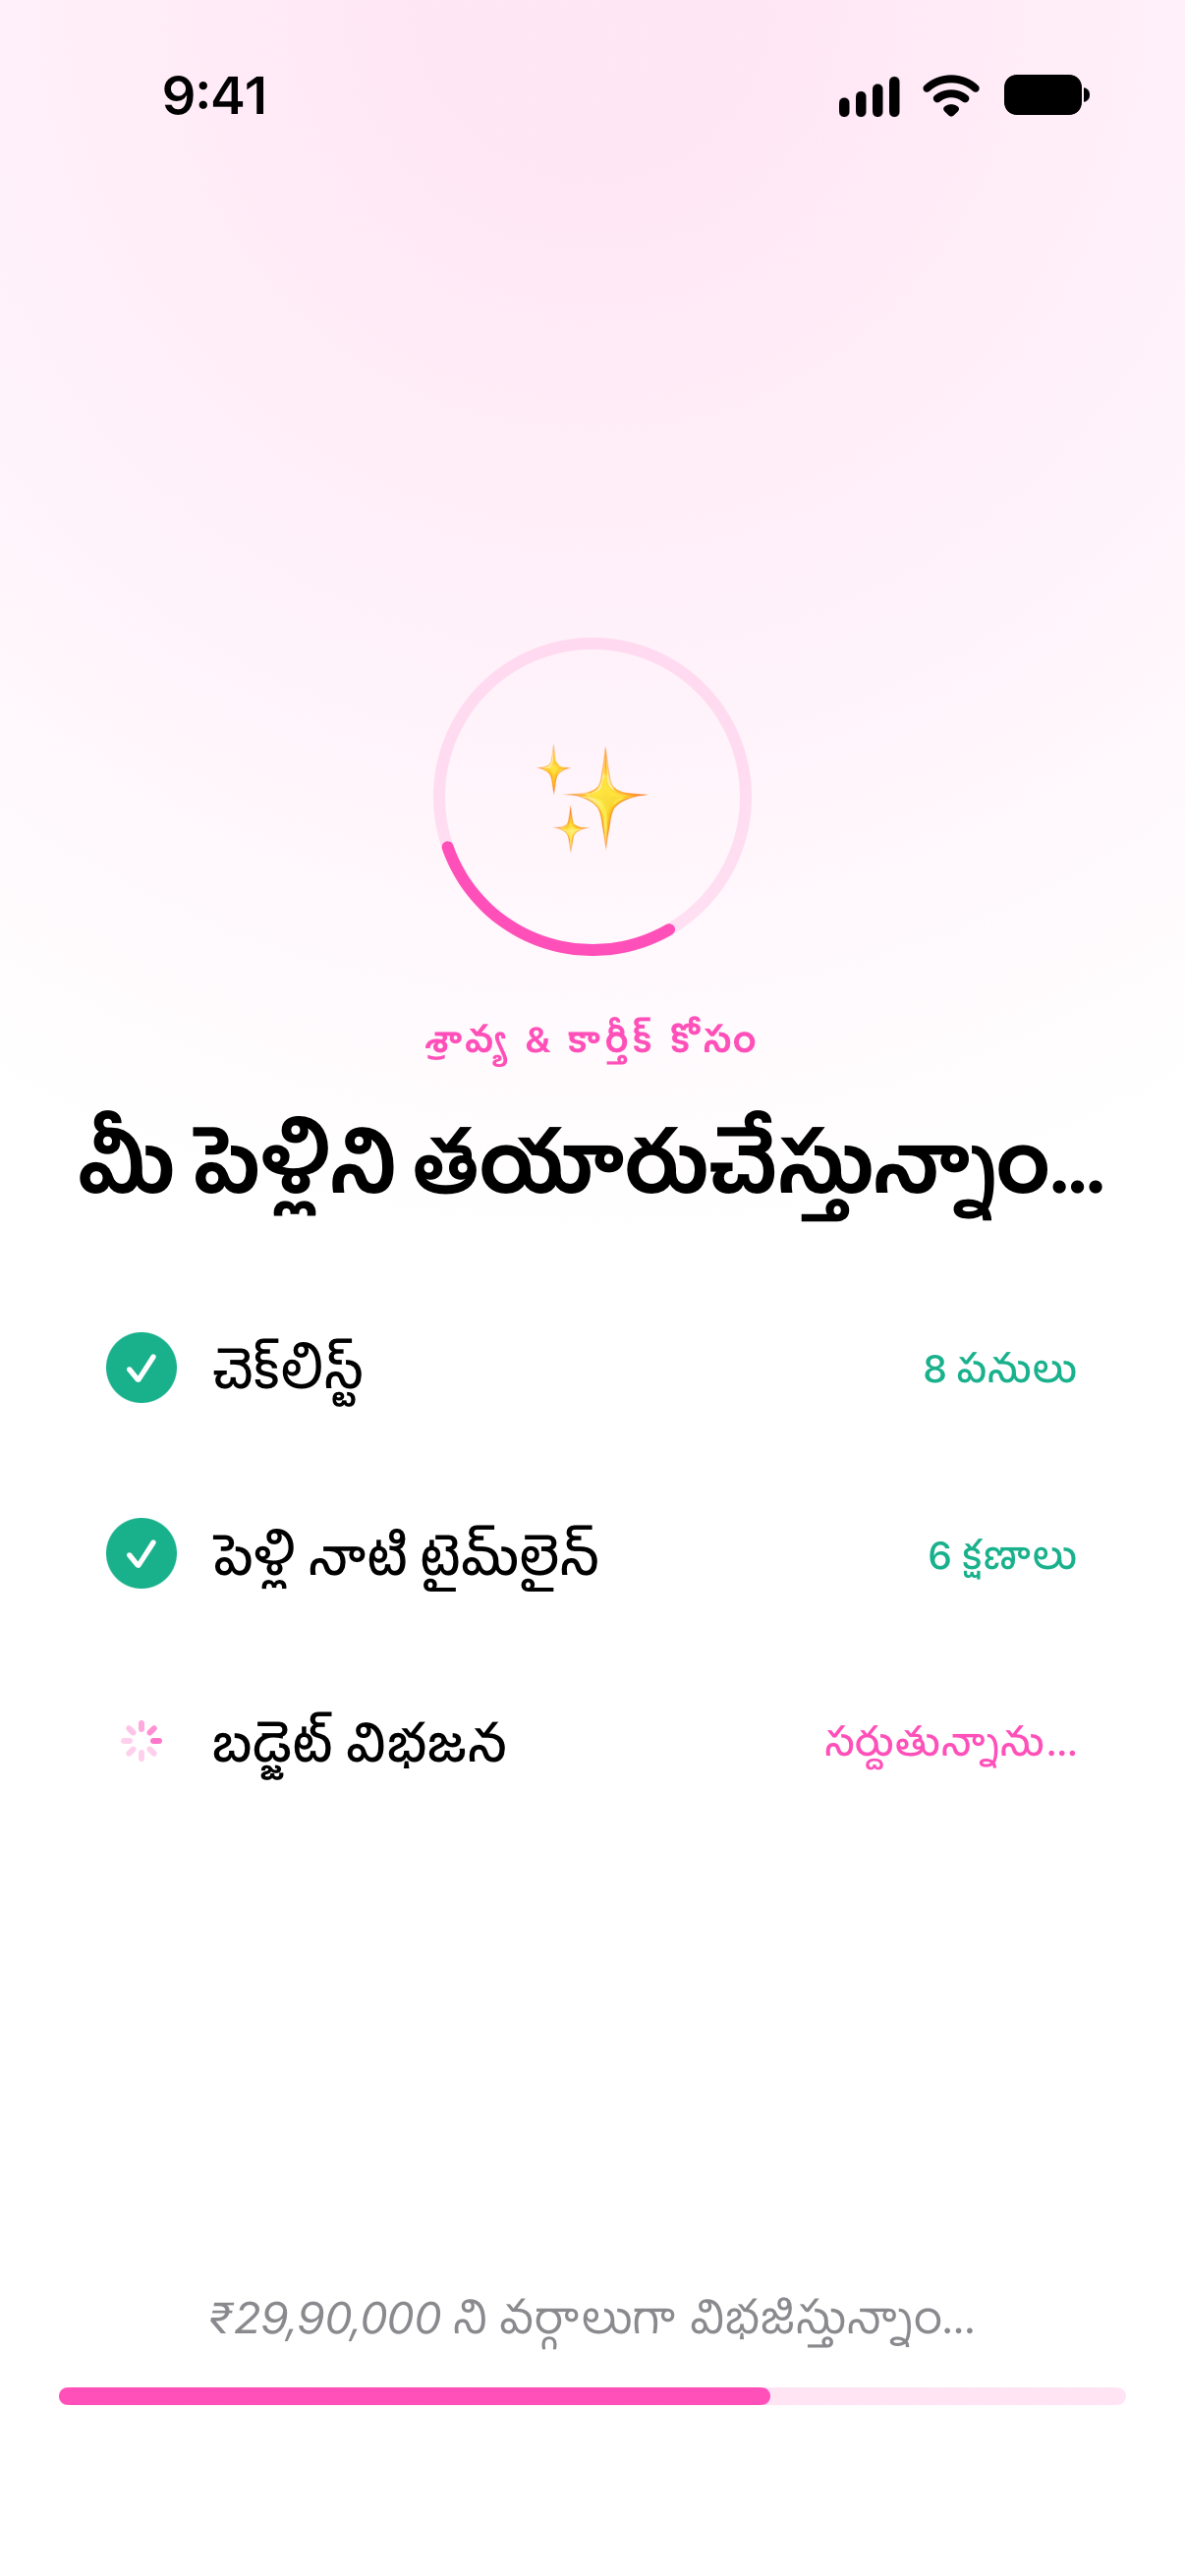 9:41
శ్రావ్య & కార్తీక్ కోసం
మీ పెళ్లిని తయారుచేస్తున్నాం...
చెక్‌లిస్ట్
8 పనులు
పెళ్లి నాటి టైమ్‌లైన్
6 క్షణాలు
బడ్జెట్ విభజన
సర్దుతున్నాను...
₹29,90,000 ని వర్గాలుగా విభజిస్తున్నాం...